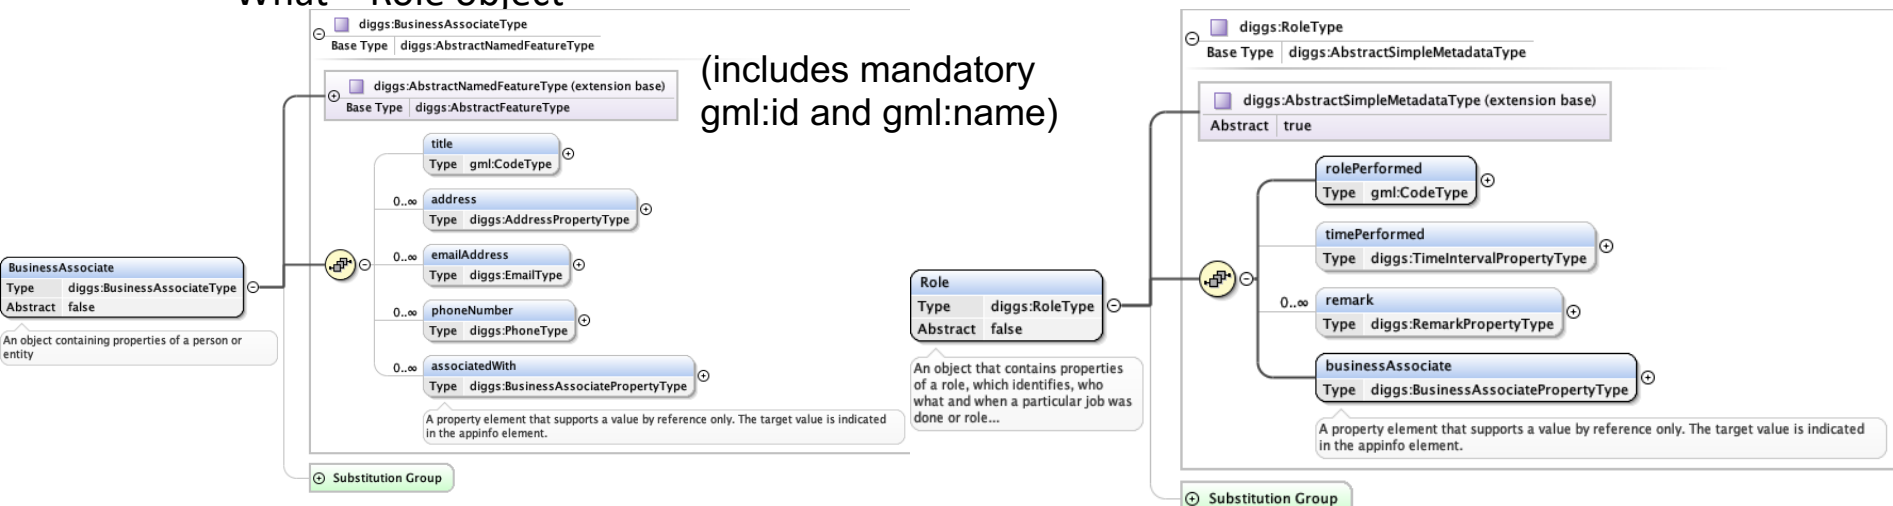 What – Role object
diggs:BusinessAssociateType
Base Type diggs:AbstractNamedFeatureType
diggs:AbstractNamedFeatureType (extension base)
Base Type diggs:AbstractFeatureType
(includes mandatory
gml:id and gml:name)
title
Type gml:CodeType
0..∞ address
Type diggs:AddressPropertyType
0..∞ emailAddress
Type diggs:EmailType
0..∞ phoneNumber
Type diggs:PhoneType
0..∞ associatedWith
Type diggs:BusinessAssociatePropertyType
A property element that supports a value by reference only. The target value is indicated
in the appinfo element.
BusinessAssociate
Type diggs:BusinessAssociateType
Abstract false
An object containing properties of a person or
entity
Substitution Group
diggs:RoleType
Base Type diggs:AbstractSimpleMetadataType
diggs:AbstractSimpleMetadataType (extension base)
Abstract true
rolePerformed
Type gml:CodeType
timePerformed
Type diggs:TimeIntervalPropertyType
0..∞ remark
Type diggs:RemarkPropertyType
businessAssociate
Type diggs:BusinessAssociatePropertyType
A property element that supports a value by reference only. The target value is indicated
in the appinfo element.
Role
Type diggs:RoleType
Abstract false
An object that contains properties
of a role, which identifies, who
what and when a particular job was
done or role...
Substitution Group